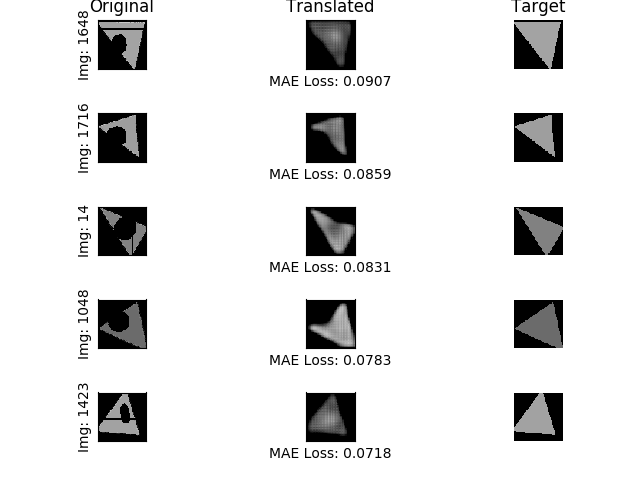 Original Translated Target
Img: 1648
MAE Loss: 0.0907
Img: 1716
MAE Loss: 0.0859
Img: 14
MAE Loss: 0.0831
Img: 1048
MAE Loss: 0.0783
Img: 1423
MAE Loss: 0.0718